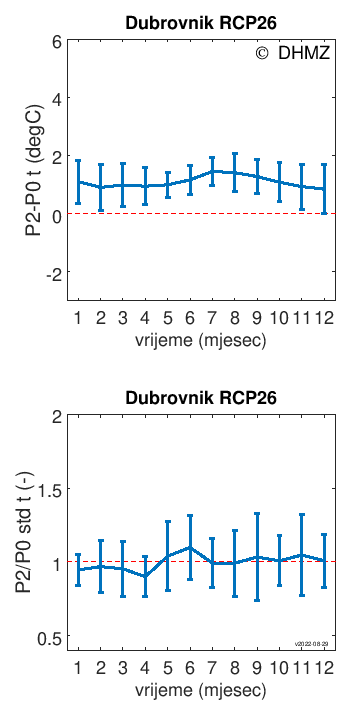 Dubrovnik RCP26
© DHMZ
6
4
2
0
-2
P2-P0 t (degC)
1 2 3 4 5 6 7 8 9 10 11 12
vrijeme (mjesec)
Dubrovnik RCP26
2
1.5
1
0.5
P2/P0 std t (-)
v2022-08-29
1 2 3 4 5 6 7 8 9 10 11 12
vrijeme (mjesec)